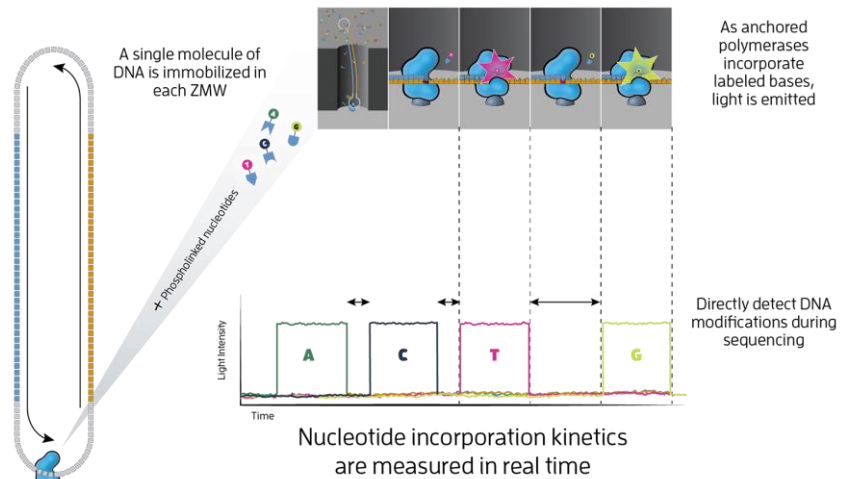 A single molecule of
DNA is immobilized in
each ZMW
As anchored
polymerases
incorporate
labeled bases,
light is emitted
A
G
C
T
+ Phospholinked nucleotides
Directly detect DNA
modifications during
sequencing
Light Intensity
A
C
T
G
Time
Nucleotide incorporation kinetics
are measured in real time